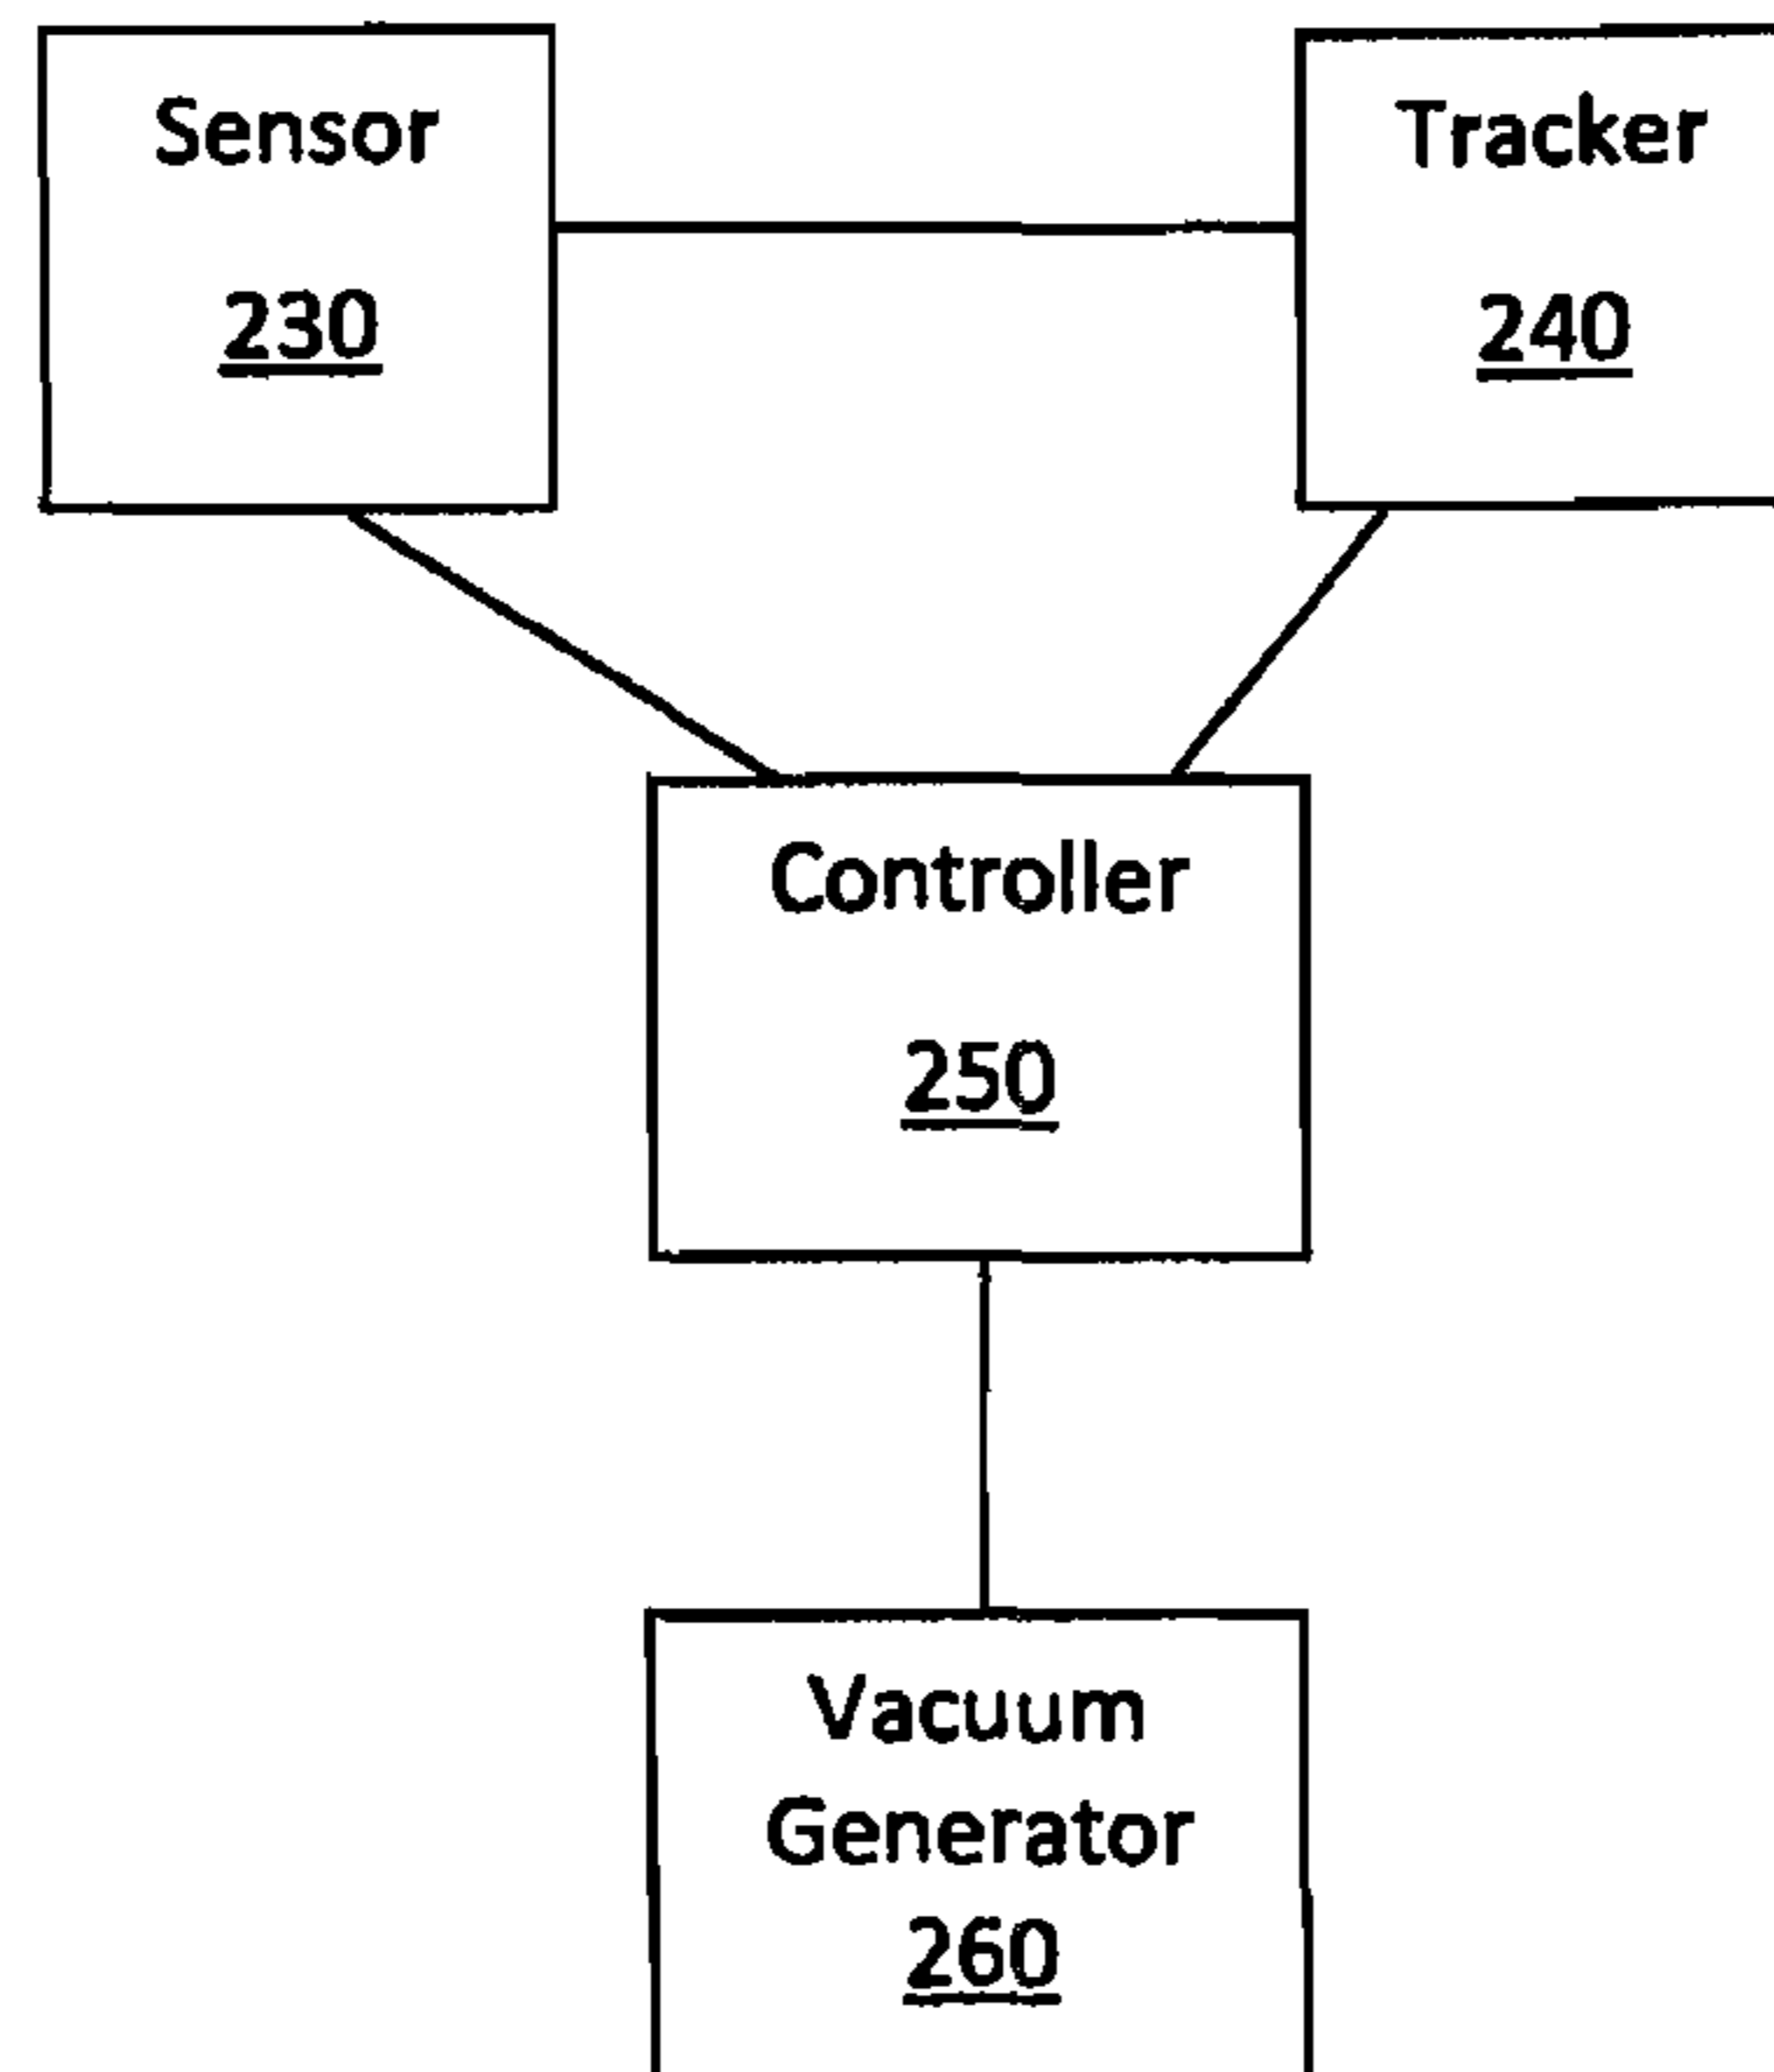 Sensor
230
Tracker
240
Controller
250
Vacuum
Generator
260